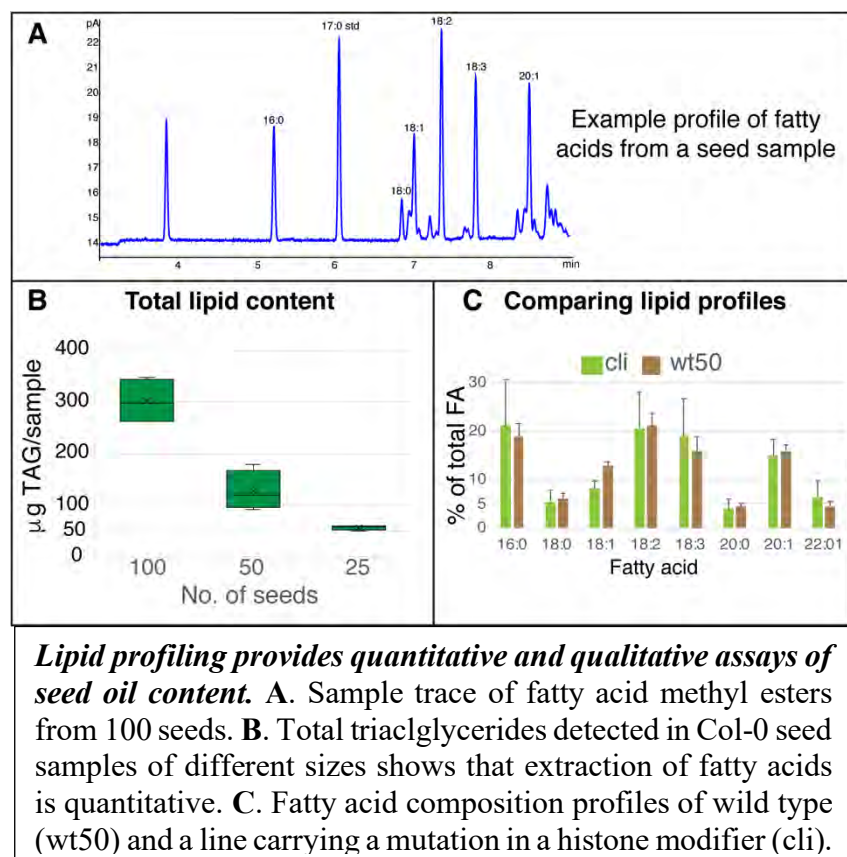 A
pA
22
21
20
19
18
17
16
15
14
17:0 std
18:2
18:3
20:1
16:0
18:1
18:0
4 5 6 7 8 min
Example profile of fatty
acids from a seed sample
B Total lipid content
400
300
200
100
50
0
µg TAG/sample
100 50 25
No. of seeds
C Comparing lipid profiles
cli wt50
30
20
10
5
0
% of total FA
16:0 18:0 18:1 18:2 18:3 20:0 20:1 22:01
Fatty acid
Lipid profiling provides quantitative and qualitative assays of
seed oil content. A. Sample trace of fatty acid methyl esters
from 100 seeds. B. Total triaclglycerides detected in Col-0 seed
samples of different sizes shows that extraction of fatty acids
is quantitative. C. Fatty acid composition profiles of wild type
(wt50) and a line carrying a mutation in a histone modifier (cli).